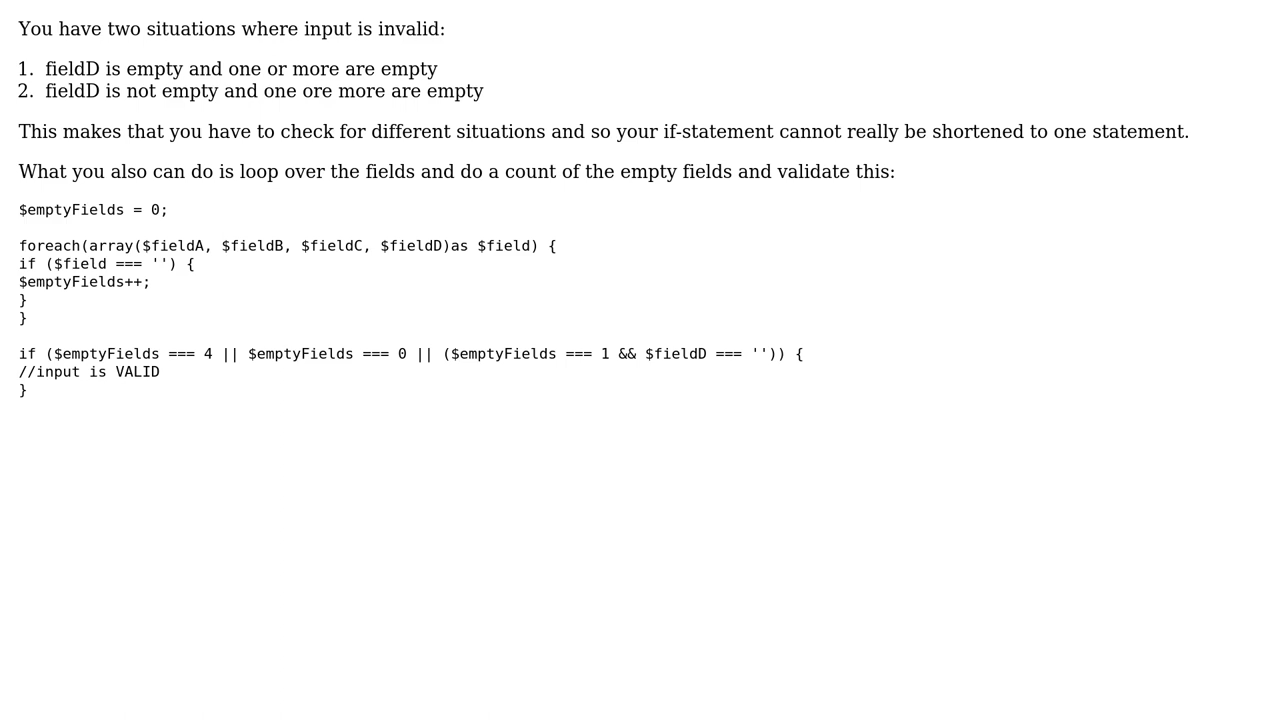 You have two situations where input is invalid:
1. fieldD is empty and one or more are empty
2. fieldD is not empty and one ore more are empty
This makes that you have to check for different situations and so your if-statement cannot really be shortened to one statement.
What you also can do is loop over the fields and do a count of the empty fields and validate this:
$emptyFields = 0;
foreach(array($fieldA, $fieldB, $fieldC, $fieldD)as $field) {
if ($field === '') {
$emptyFields++;
}
}
if ($emptyFields === 4 || $emptyFields === 0 || ($emptyFields === 1 && $fieldD === '')) {
//input is VALID
}